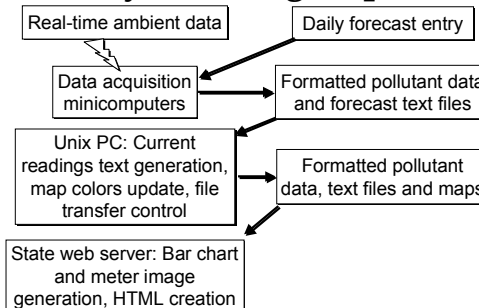 Real-time ambient data
Daily forecast entry
Data acquisition
minicomputers
Formatted pollutant data
and forecast text files
Unix PC: Current
readings text generation,
map colors update, file
transfer control
Formatted pollutant
data, text files and maps
State web server: Bar chart
and meter image
generation, HTML creation